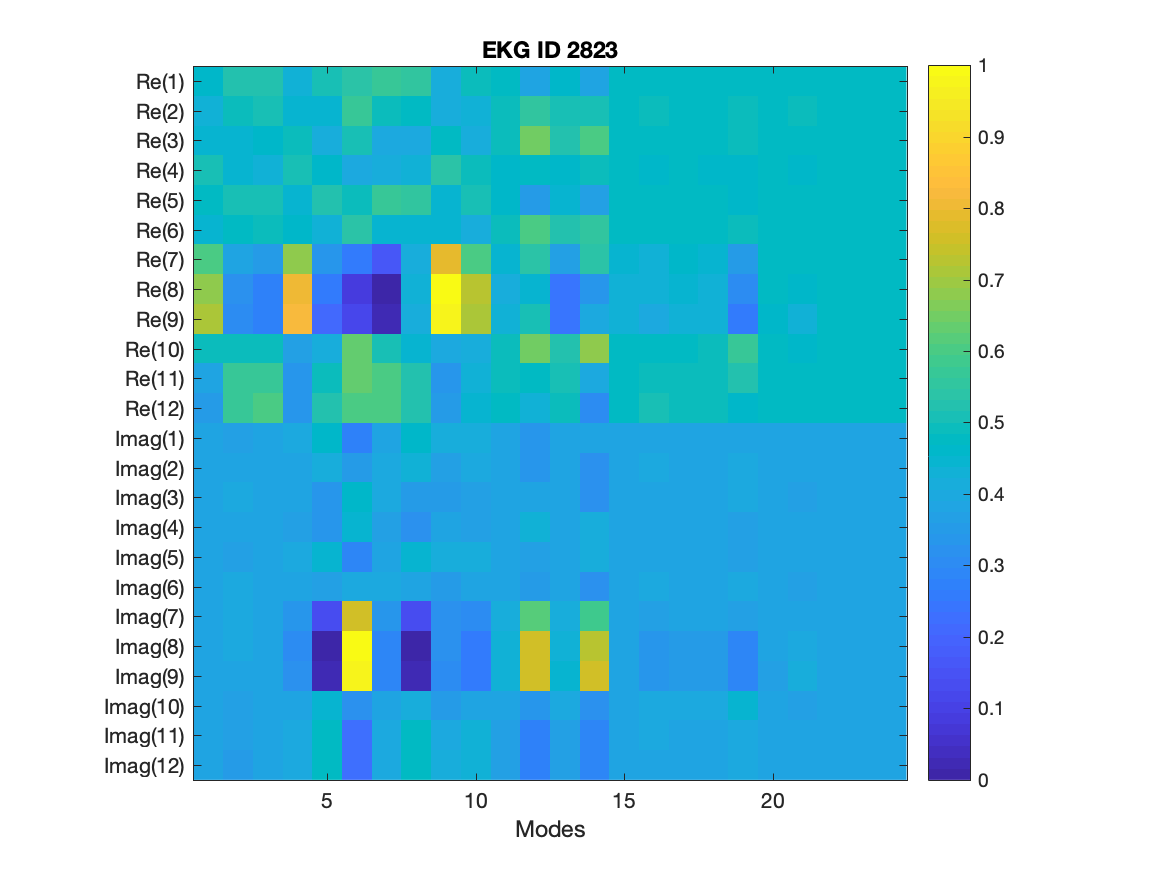 EKG ID 2823
Re(1)
Re(2)
Re(3)
Re(4)
Re(5)
Re(6)
Re(7)
Re(8)
Re(9)
Re(10)
Re(11)
Re(12)
Imag(1)
Imag(2)
Imag(3)
Imag(4)
Imag(5)
Imag(6)
Imag(7)
Imag(8)
Imag(9)
Imag(10)
Imag(11)
Imag(12)
5 10 15 20
Modes
1
0.9
0.8
0.7
0.6
0.5
0.4
0.3
0.2
0.1
0